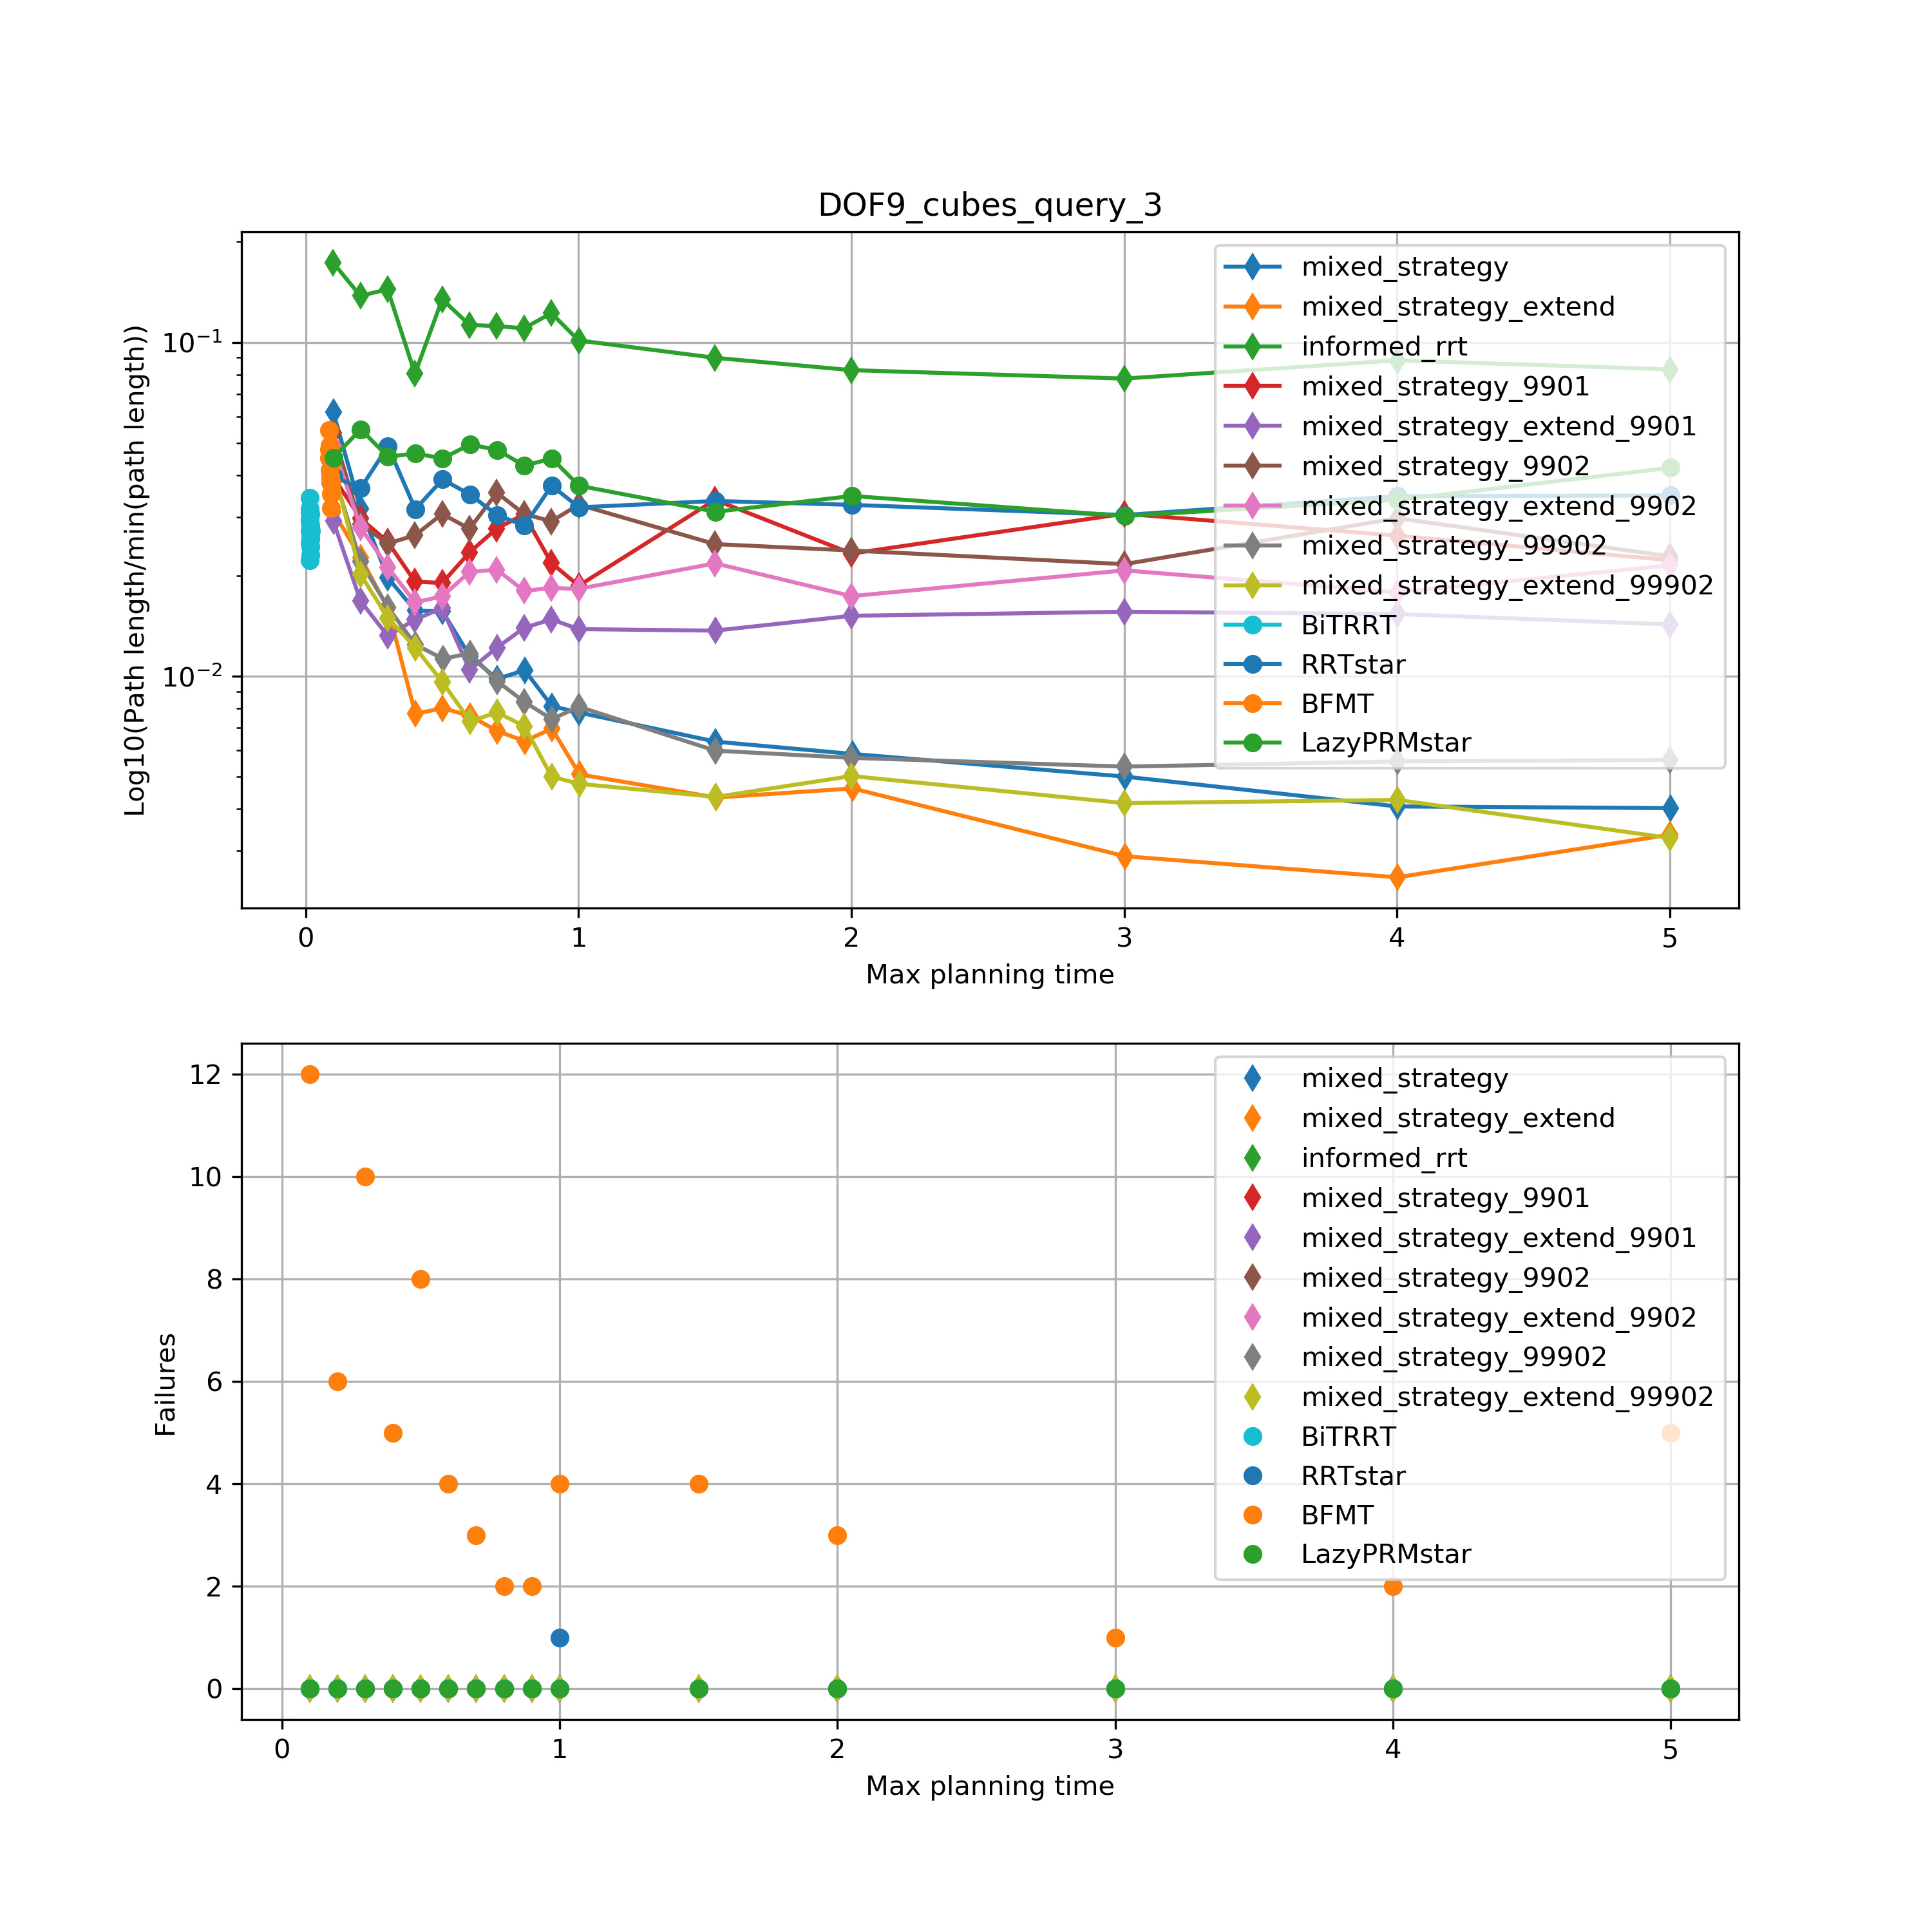 DOF9_cubes_query_3
Log10(Path length/min(path length))
10⁻¹
10⁻²
mixed_strategy
mixed_strategy_extend
informed_rrt
mixed_strategy_9901
mixed_strategy_extend_9901
mixed_strategy_9902
mixed_strategy_extend_9902
mixed_strategy_99902
mixed_strategy_extend_99902
BiTRRT
RRTstar
BFMT
LazyPRMstar
0 1 2 3 4 5
Max planning time
Failures
12
10
8
6
4
2
0
mixed_strategy
mixed_strategy_extend
informed_rrt
mixed_strategy_9901
mixed_strategy_extend_9901
mixed_strategy_9902
mixed_strategy_extend_9902
mixed_strategy_99902
mixed_strategy_extend_99902
BiTRRT
RRTstar
BFMT
LazyPRMstar
0 1 2 3 4 5
Max planning time